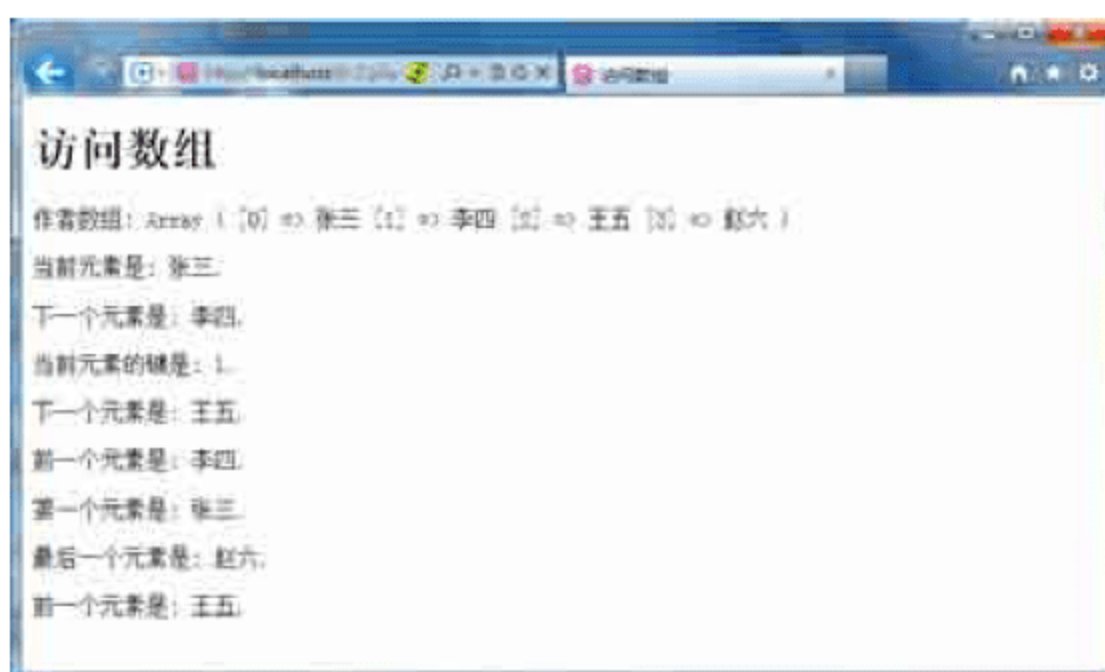 localhost
访问数组
访问数组
作者数组: Array ( [0] => 张三 [1] => 李四 [2] => 王五 [3] => 赵六 )
当前元素是: 张三.
下一个元素是: 李四.
当前元素的键是: 1.
下一个元素是: 王五.
前一个元素是: 李四.
第一个元素是: 张三.
最后一个元素是: 赵六.
前一个元素是: 王五.